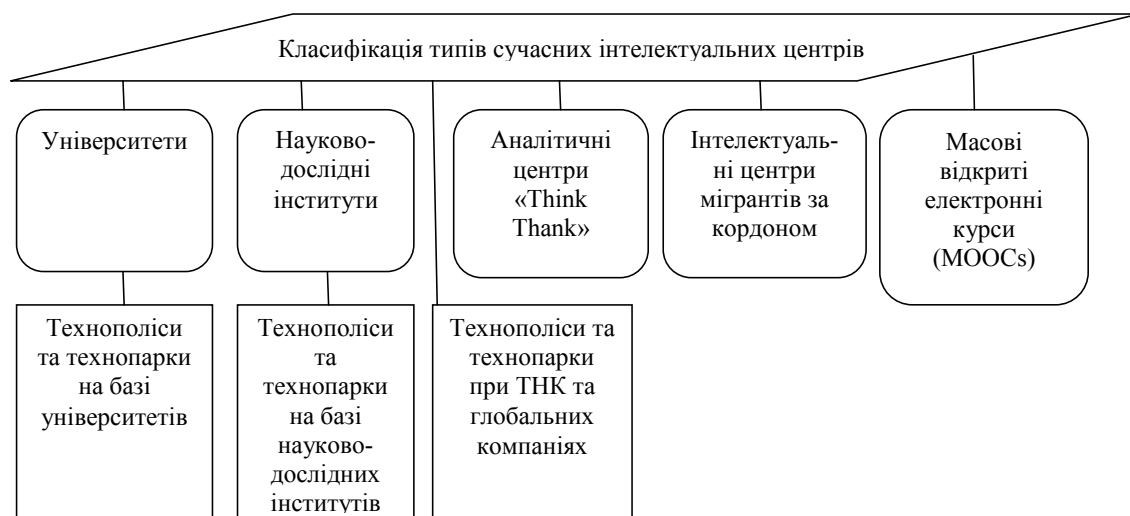 Класифікація типів сучасних інтелектуальних центрів
Університети
Науково-
дослідні
інститути
Аналітичні
центри
«Think
Thank»
Інтелектуаль-
ні центри
мігрантів за
кордоном
Масові
відкриті
електронні
курси
(MOOCs)
Технополіси
та технопарки
на базі
університетів
Технополіси
та
технопарки
на базі
науково-
дослідних
інститутів
Технополіси та
технопарки
при ТНК та
глобальних
компаніях